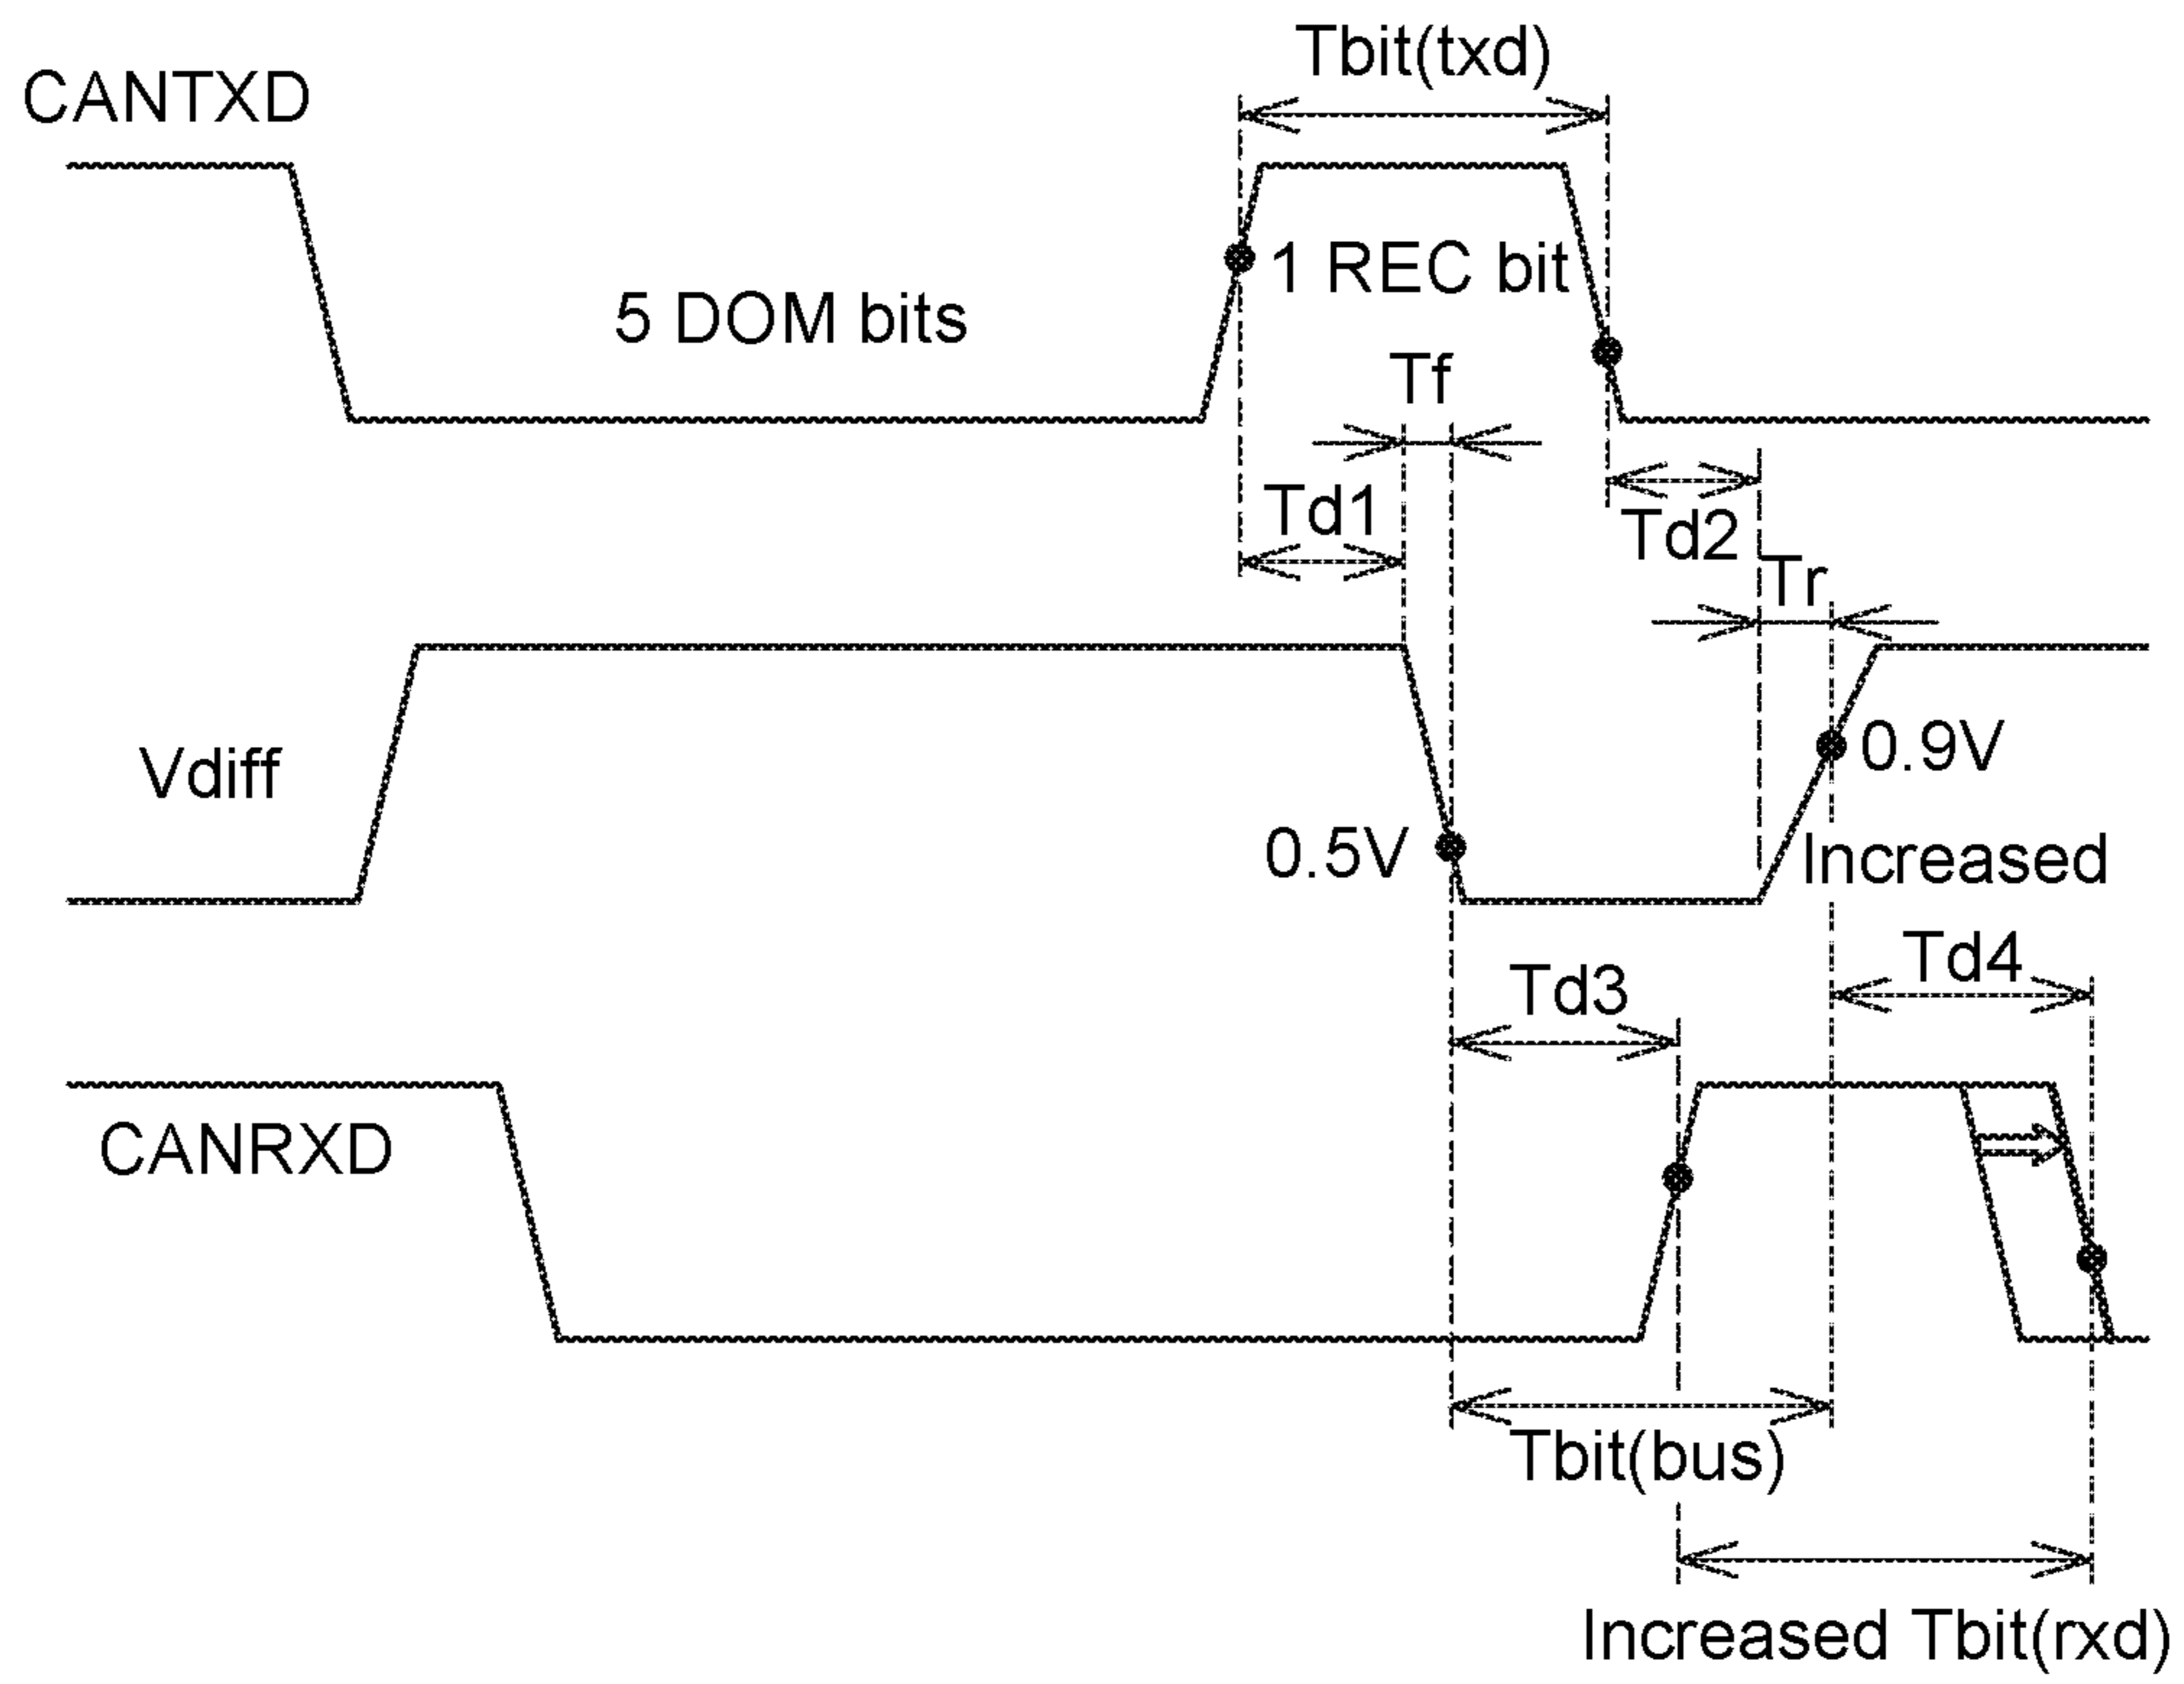 Tbit(txd)
CANTXD
1 REC bit
5 DOM bits
Tf
Td1
Td2
Tr
Vdiff
0.9V
0.5V
Increased
Td4
Td3
CANRXD
Tbit(bus)
Increased Tbit(rxd)